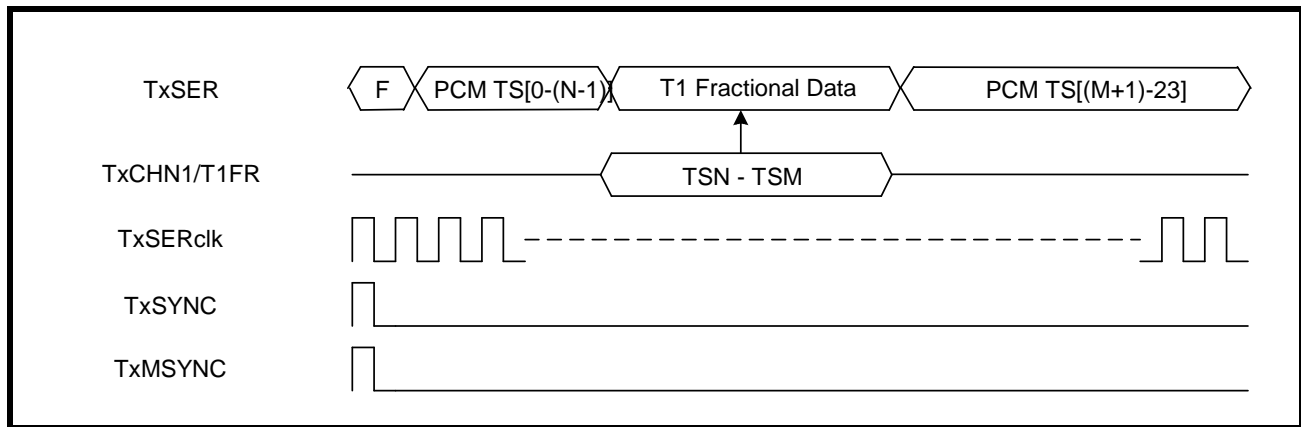 TxSER F PCM TS[0-(N-1)] T1 Fractional Data PCM TS[(M+1)-23]
TxCHN1/T1FR TSN - TSM
TxSERclk
TxSYNC
TxMSYNC